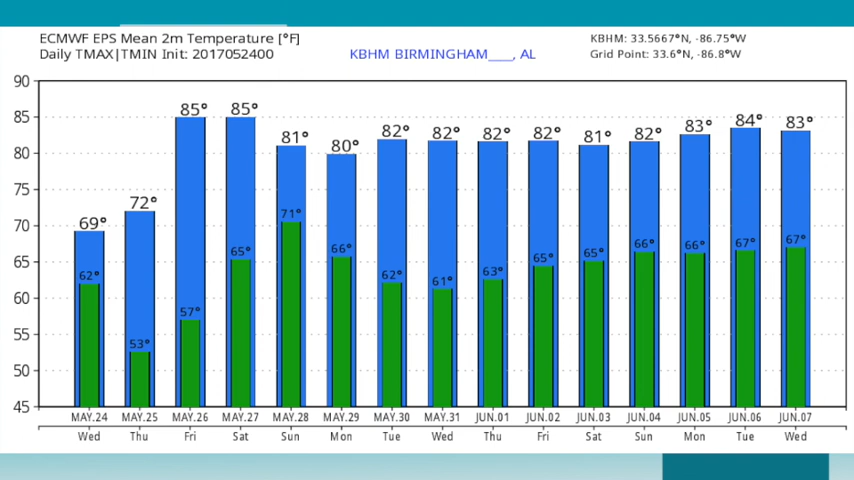 ECMWF EPS Mean 2m Temperature [°F]
Daily TMAX|TMIN Init: 2017052400
KBHM BIRMINGHAM____, AL
KBHM: 33.5667°N, -86.75°W
Grid Point: 33.6°N, -86.8°W
90
85
80
75
70
65
60
55
50
45
69° 72° 85° 85° 81° 80° 82° 82° 82° 82° 81° 82° 83° 84° 83°
62° 53° 57° 65° 71° 66° 62° 61° 63° 65° 65° 66° 66° 67° 67°
MAY.24 MAY.25 MAY.26 MAY.27 MAY.28 MAY.29 MAY.30 MAY.31 JUN.01 JUN.02 JUN.03 JUN.04 JUN.05 JUN.06 JUN.07
Wed Thu Fri Sat Sun Mon Tue Wed Thu Fri Sat Sun Mon Tue Wed